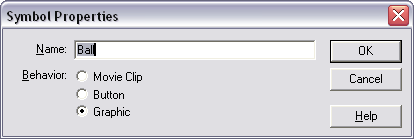 Symbol Properties
Name: Ball OK
Behavior: Movie Clip Cancel
Button
Graphic Help